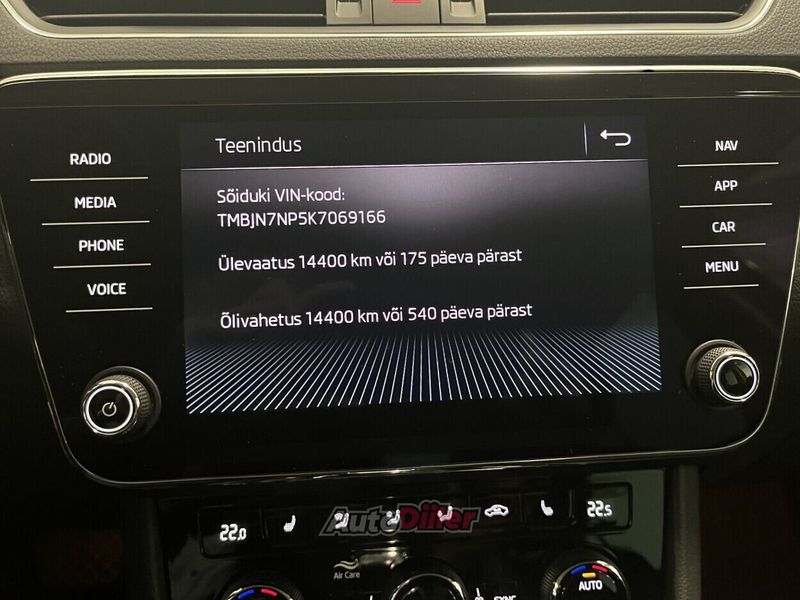 Teenindus
Sõiduki VIN-kood:
TMBJN7NP5K7069166
Ülevaatus 14400 km või 175 päeva pärast
Õlivahetus 14400 km või 540 päeva pärast
RADIO
MEDIA
PHONE
VOICE
NAV
APP
CAR
MENU
22.0
AutoDiiler
22.5
Air Care
AUTO
SYNC